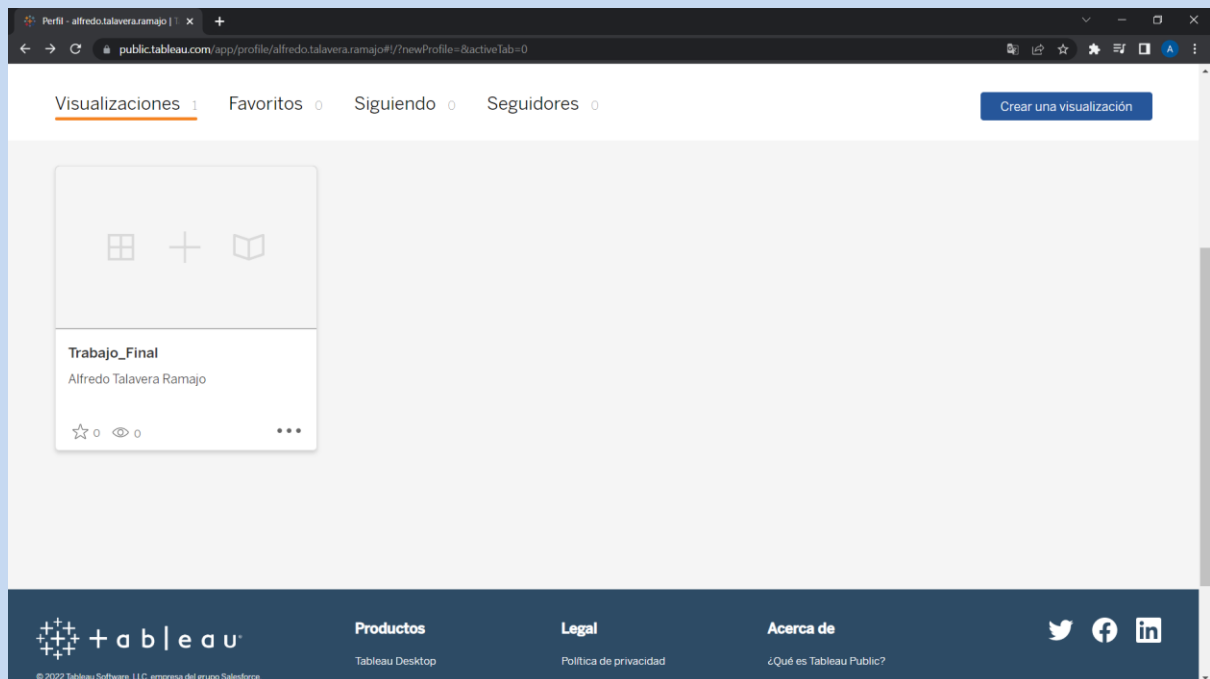 Perfil - alfredo.talavera.ramajo | T
public.tableau.com/app/profile/alfredo.talavera.ramajo#!/?newProfile=&activeTab=0
A
Visualizaciones 1 Favoritos 0 Siguiendo 0 Seguidores 0
Crear una visualización
Trabajo_Final
Alfredo Talavera Ramajo
0 0
+ a b | e a u
Productos Legal Acerca de
in
Tableau Desktop Política de privacidad ¿Qué es Tableau Public?
© 2022 Tableau Software, LLC, empresa del grupo Salesforce